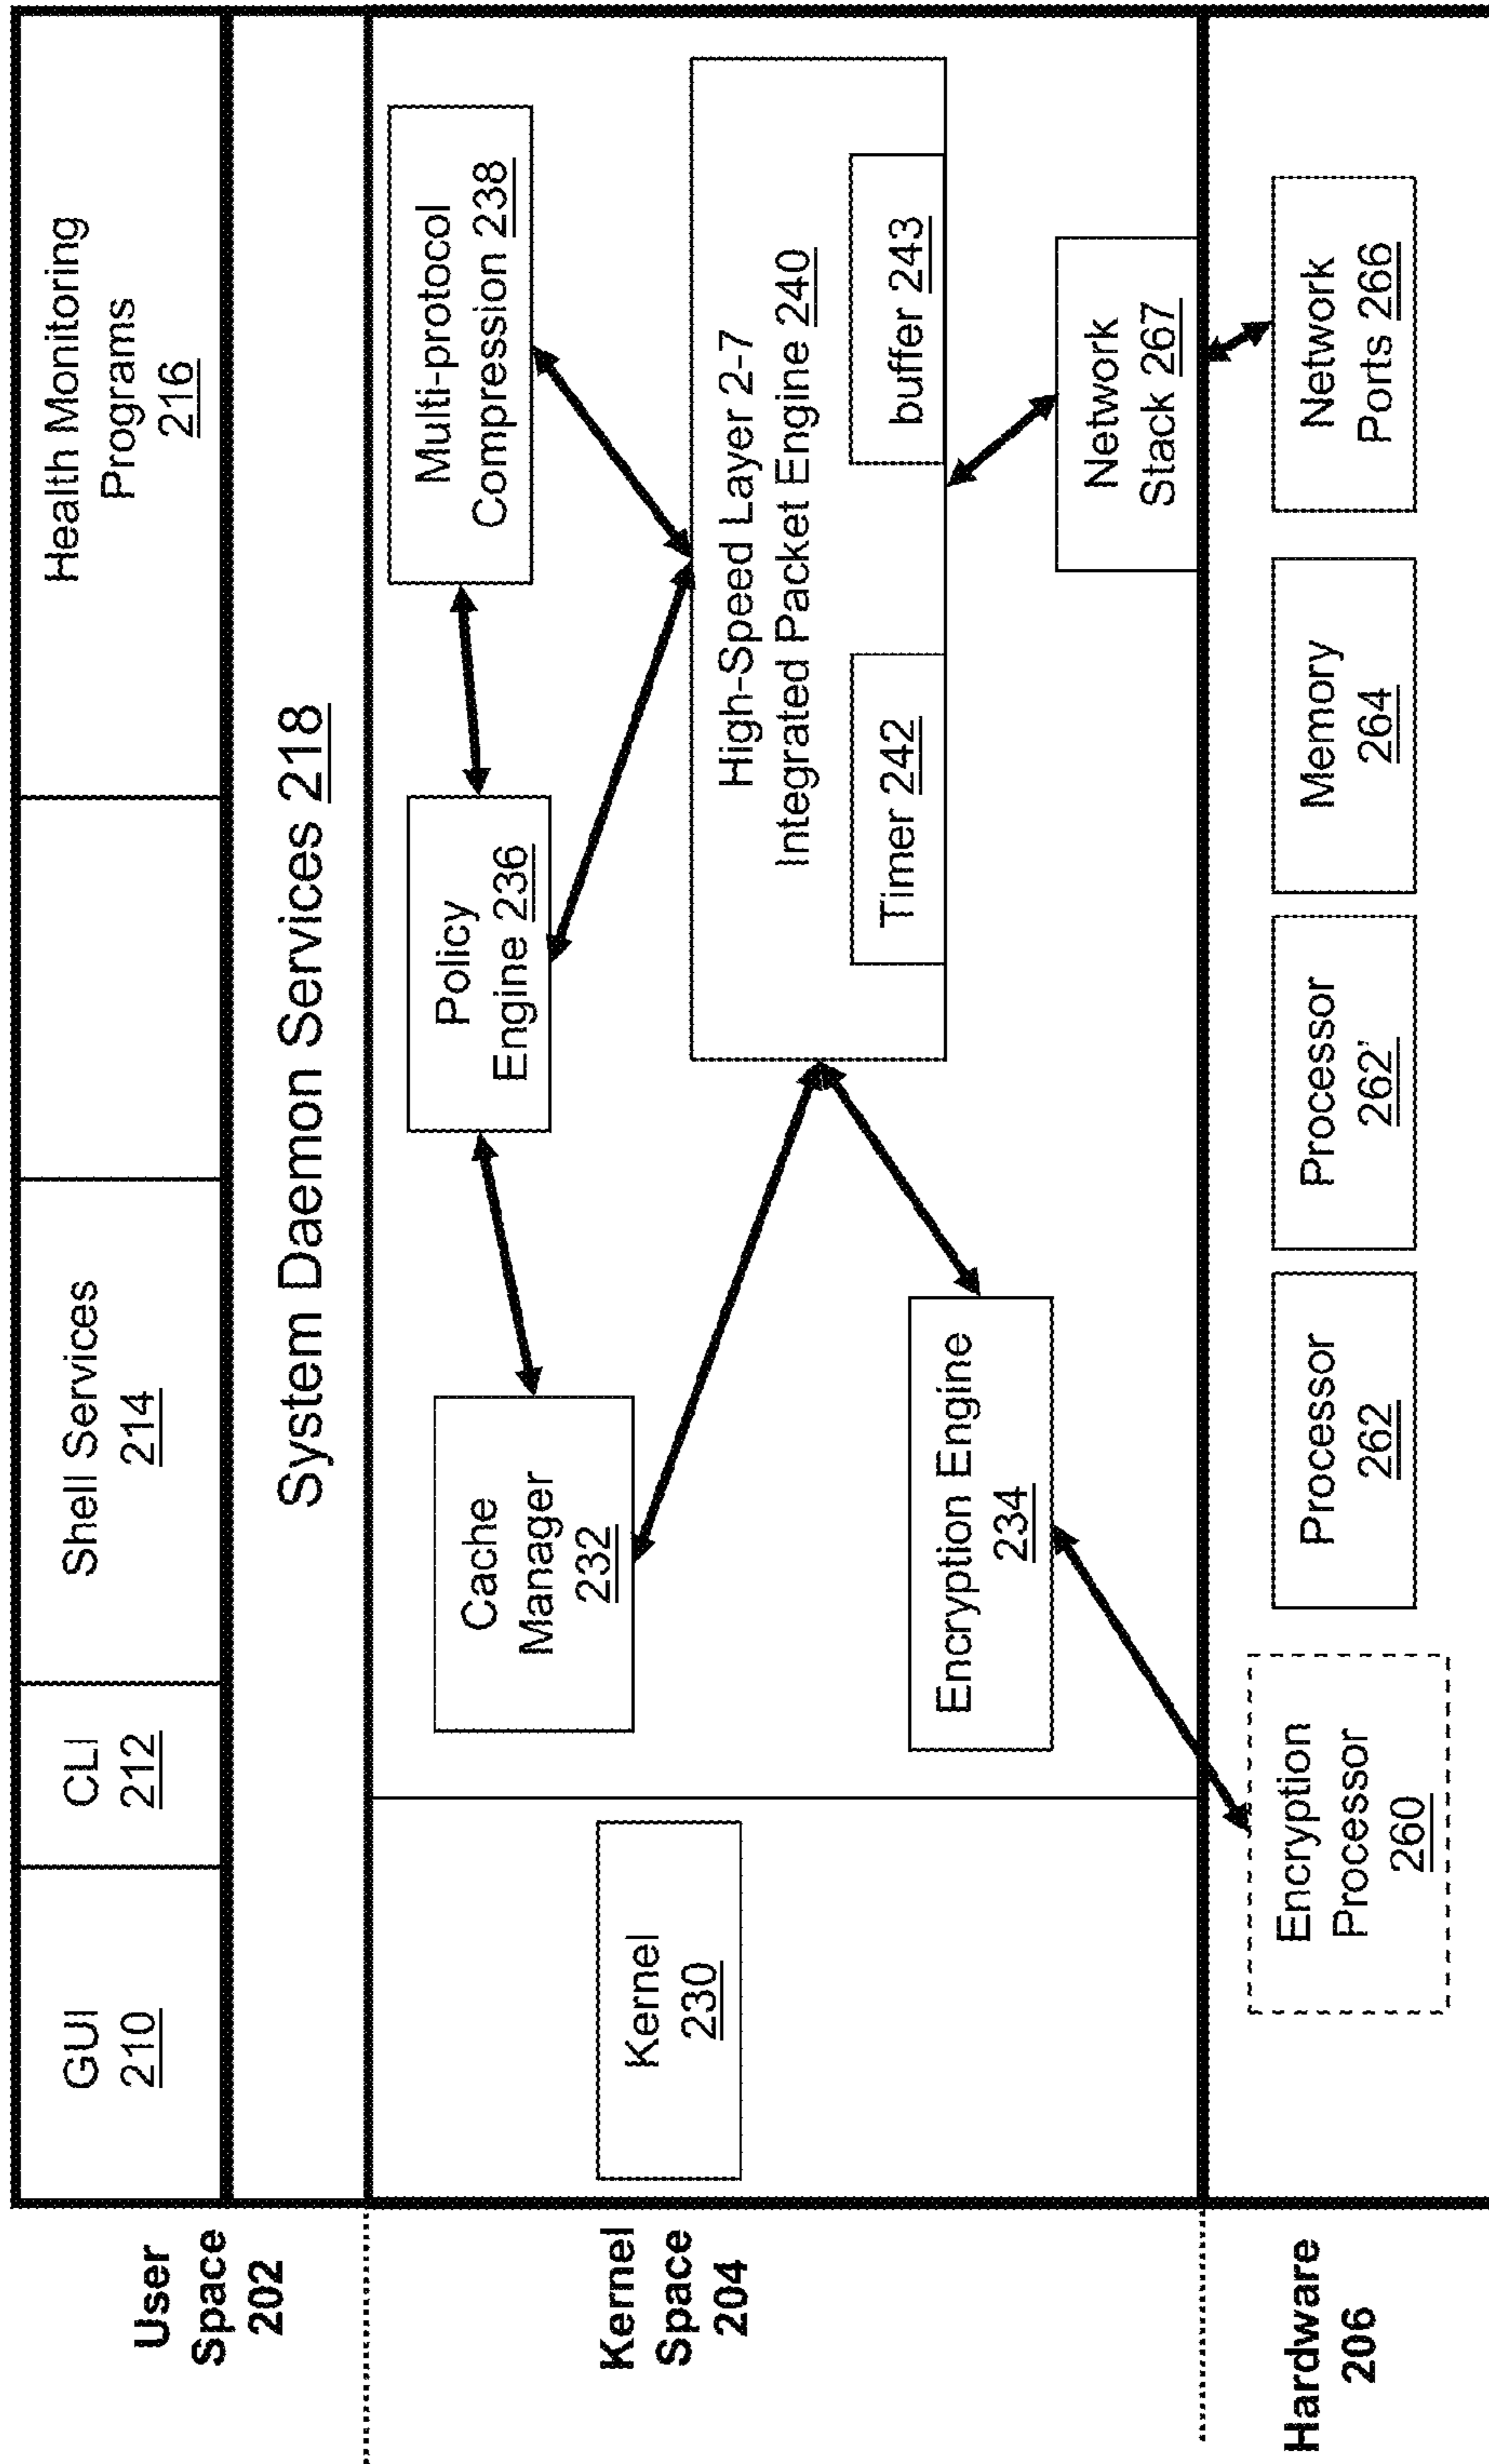 User
Space
202
GUI
210
CLI
212
Shell Services
214
Health Monitoring
Programs
216
System Daemon Services 218
Kernel
Space
204
Kernel
230
Cache
Manager
232
Policy
Engine 236
Multi-protocol
Compression 238
High-Speed Layer 2-7
Integrated Packet Engine 240
Timer 242
buffer 243
Encryption Engine
234
Network
Stack 267
Hardware
206
Encryption
Processor
260
Processor
262
Processor
262'
Memory
264
Network
Ports 266